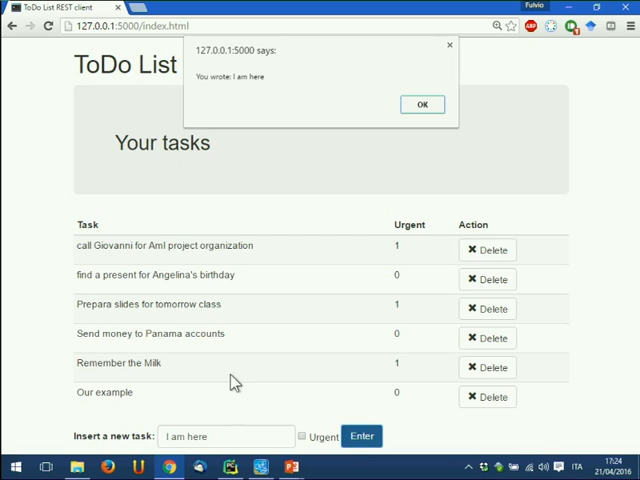 ToDo List REST client
Fulvio
127.0.0.1:5000/index.html
ToDo List
127.0.0.1:5000 says:
You wrote: I am here
OK
Your tasks
Task Urgent Action
call Giovanni for AmI project organization 1 Delete
find a present for Angelina's birthday 0 Delete
Prepara slides for tomorrow class 1 Delete
Send money to Panama accounts 0 Delete
Remember the Milk 1 Delete
Our example 0 Delete
Insert a new task: I am here Urgent Enter
ITA
17:24
21/04/2016